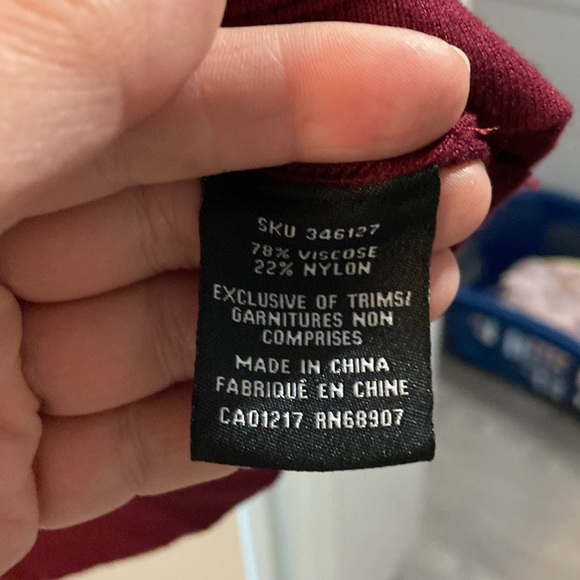 SKU 346127
78% VISCOSE
22% NYLON
EXCLUSIVE OF TRIMS/
GARNITURES NON
COMPRISES
MADE IN CHINA
FABRIQUÉ EN CHINE
CA01217 RN68907